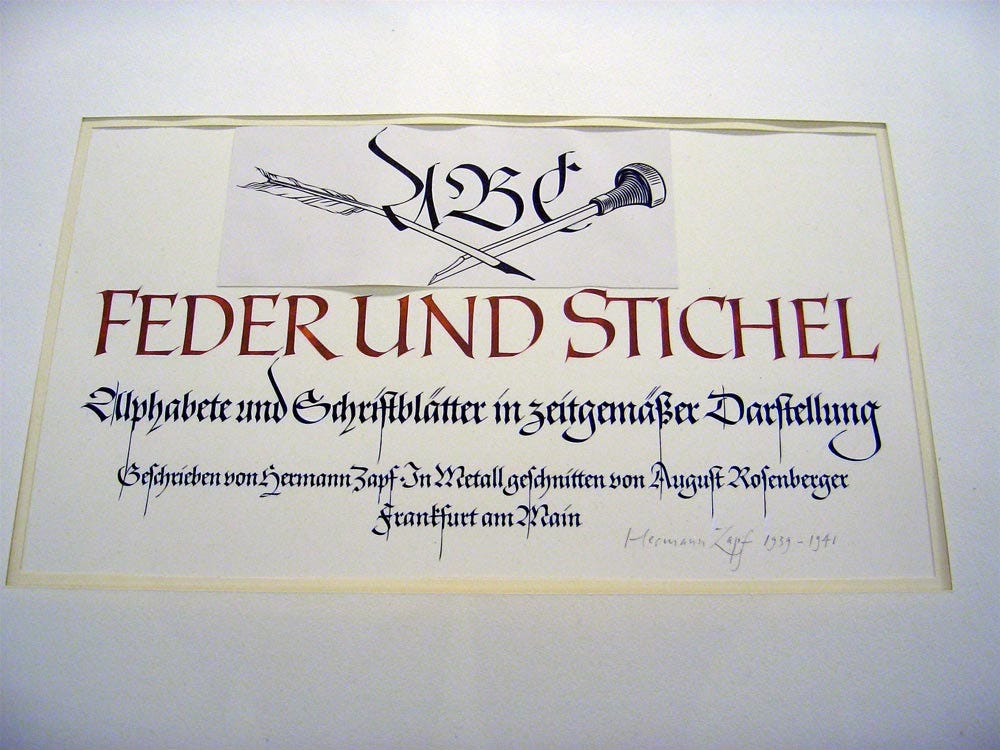 ABC
FEDER UND STICHEL
Alphabete und Schriftblätter in zeitgemäßer Darstellung
Geschrieben von Hermann Zapf · In Metall geschnitten von August Rosenberger
Frankfurt am Main
Hermann Zapf 1939-1941